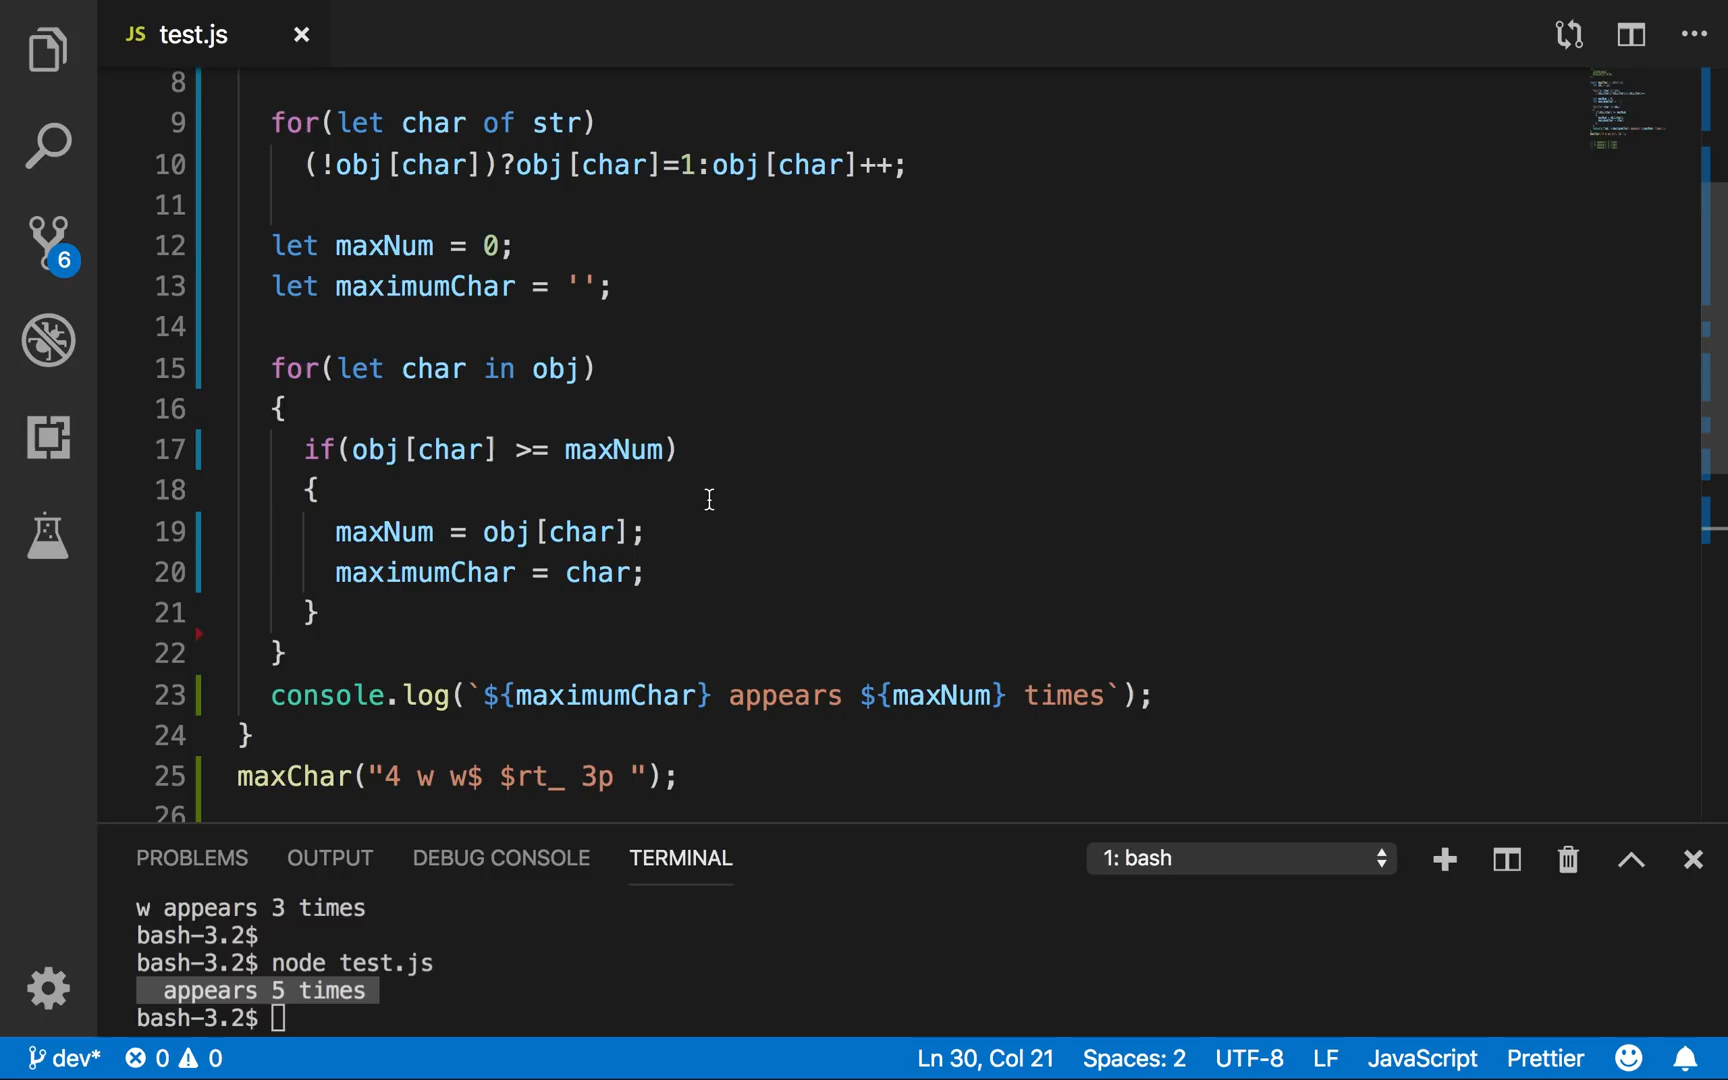 JS test.js
8
9 for(let char of str)
10 (!obj[char])?obj[char]=1:obj[char]++;
11
12 let maxNum = 0;
13 let maximumChar = '';
14
15 for(let char in obj)
16 {
17 if(obj[char] >= maxNum)
18 {
19 maxNum = obj[char];
20 maximumChar = char;
21 }
22 }
23 console.log(`${maximumChar} appears ${maxNum} times`);
24 }
25 maxChar("4 w w$ $rt_ 3p ");
26
6
PROBLEMS OUTPUT DEBUG CONSOLE TERMINAL 1: bash
w appears 3 times
bash-3.2$
bash-3.2$ node test.js
appears 5 times
bash-3.2$
dev* 0 0 Ln 30, Col 21 Spaces: 2 UTF-8 LF JavaScript Prettier